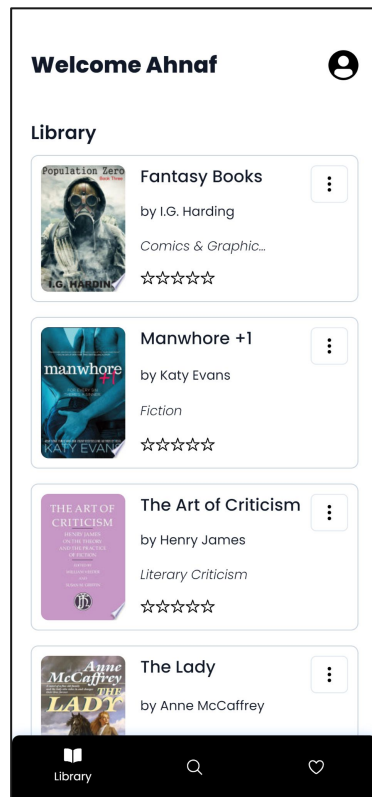 Welcome Ahnaf
Library
Population Zero
Book Three
I.G. HARDIN
Fantasy Books
by I.G. Harding
Comics & Graphic...
manwhore
+1
KATY EVANS
Manwhore +1
by Katy Evans
Fiction
THE ART OF
CRITICISM
HENRY JAMES
ON THE THEORY
AND THE PRACTICE
OF FICTION
The Art of Criticism
by Henry James
Literary Criticism
Anne
McCaffrey
THE
LADY
The Lady
by Anne McCaffrey
Library